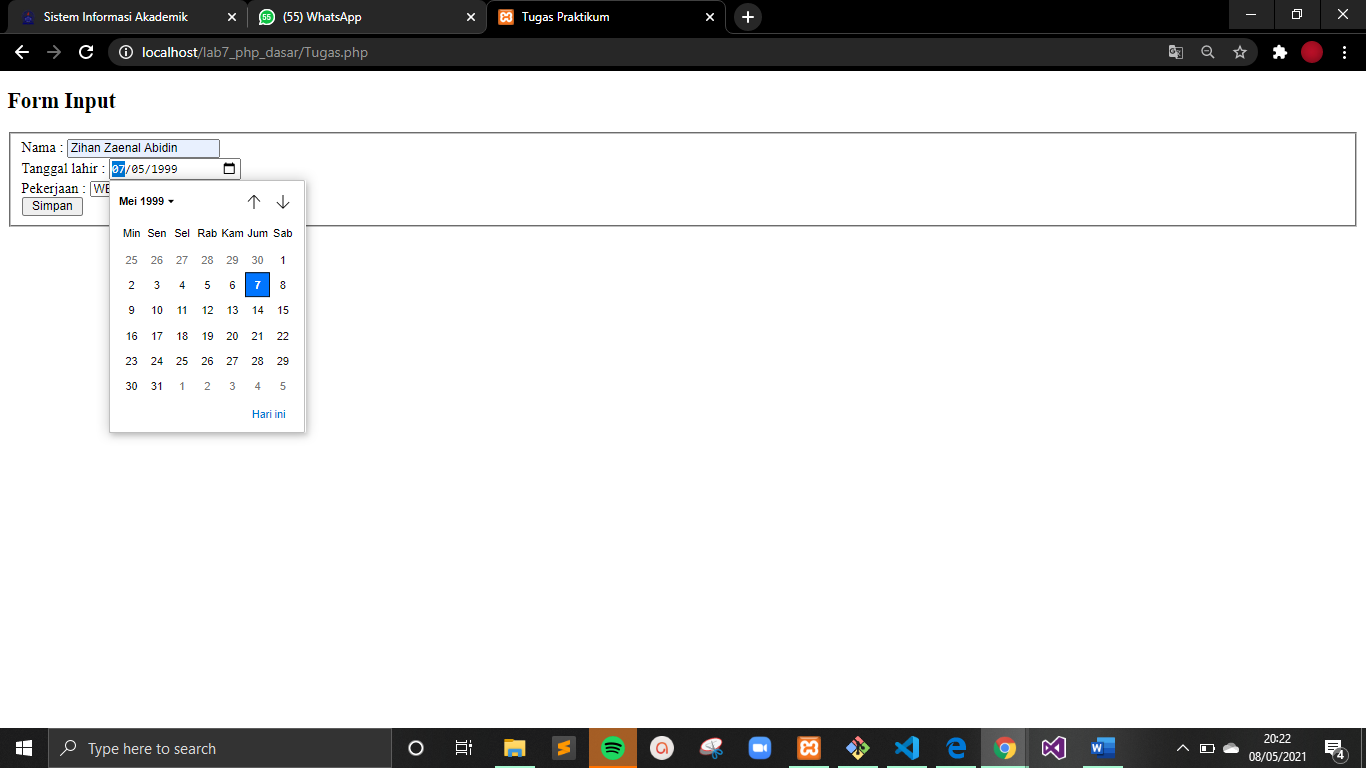 Sistem Informasi Akademik
55 (55) WhatsApp
Tugas Praktikum
localhost/lab7_php_dasar/Tugas.php
Form Input
Nama : Zihan Zaenal Abidin
Tanggal lahir : 07/05/1999
Pekerjaan : WE
Simpan
Mei 1999
Min Sen Sel Rab Kam Jum Sab
25 26 27 28 29 30 1
2 3 4 5 6 7 8
9 10 11 12 13 14 15
16 17 18 19 20 21 22
23 24 25 26 27 28 29
30 31 1 2 3 4 5
Hari ini
Type here to search
20:22
08/05/2021
4